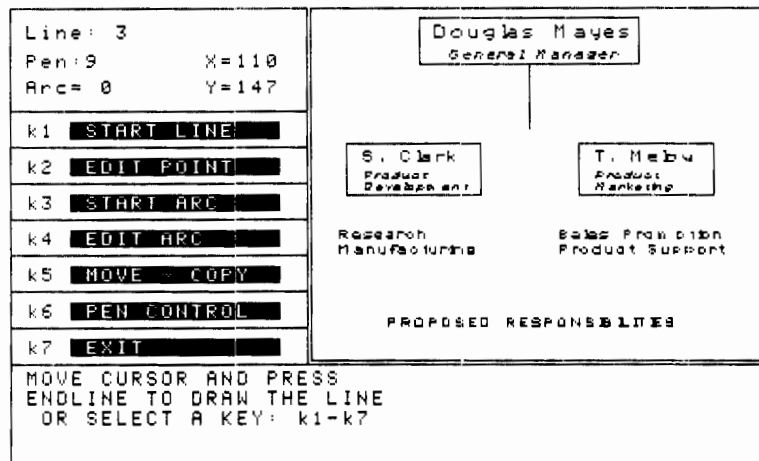 Line: 3
Pen:9 X=110
Arc= 0 Y=147
k1 START LINE
k2 EDIT POINT
k3 START ARC
k4 EDIT ARC
k5 MOVE - COPY
k6 PEN CONTROL
k7 EXIT
MOVE CURSOR AND PRESS
ENDLINE TO DRAW THE LINE
OR SELECT A KEY: k1-k7
Douglas Mayes
General Manager
S. Clark
Product
Development
T. Melby
Product
Marketing
Research
Manufacturing
Sales Promotion
Product Support
PROPOSED RESPONSIBILITIES